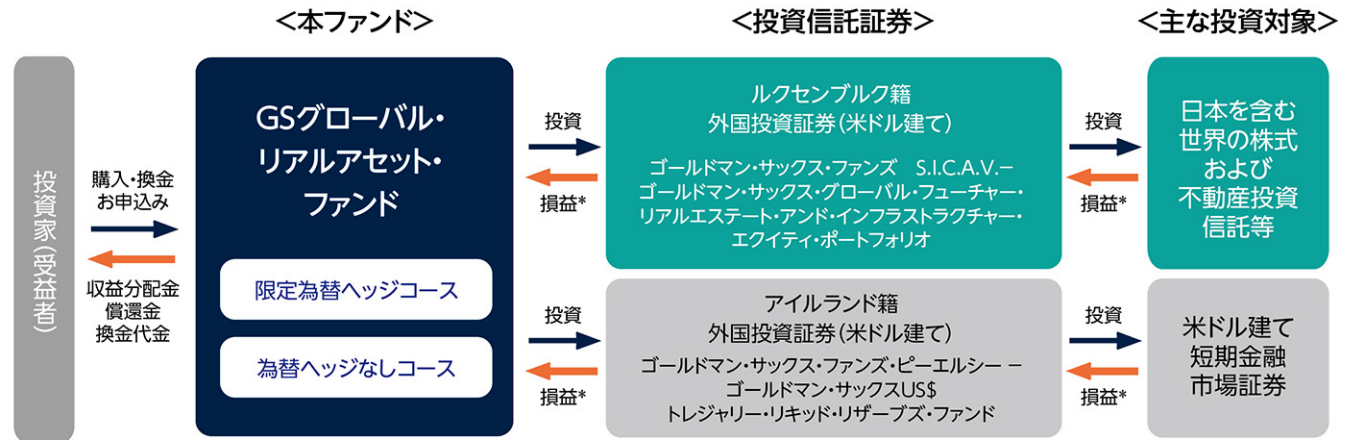 ＜本ファンド＞
＜投資信託証券＞
＜主な投資対象＞
投資家（受益者）
購入・換金
お申込み
収益分配金
償還金
換金代金
GSグローバル・
リアルアセット・
ファンド
限定為替ヘッジコース
為替ヘッジなしコース
投資
損益*
投資
損益*
ルクセンブルク籍
外国投資証券（米ドル建て）
ゴールドマン・サックス・ファンズ　S.I.C.A.V.－
ゴールドマン・サックス・グローバル・フューチャー・
リアルエステート・アンド・インフラストラクチャー・
エクイティ・ポートフォリオ
アイルランド籍
外国投資証券（米ドル建て）
ゴールドマン・サックス・ファンズ・ピーエルシー －
ゴールドマン・サックスUS$
トレジャリー・リキッド・リザーブズ・ファンド
投資
損益*
投資
損益*
日本を含む
世界の株式
および
不動産投資
信託等
米ドル建て
短期金融
市場証券